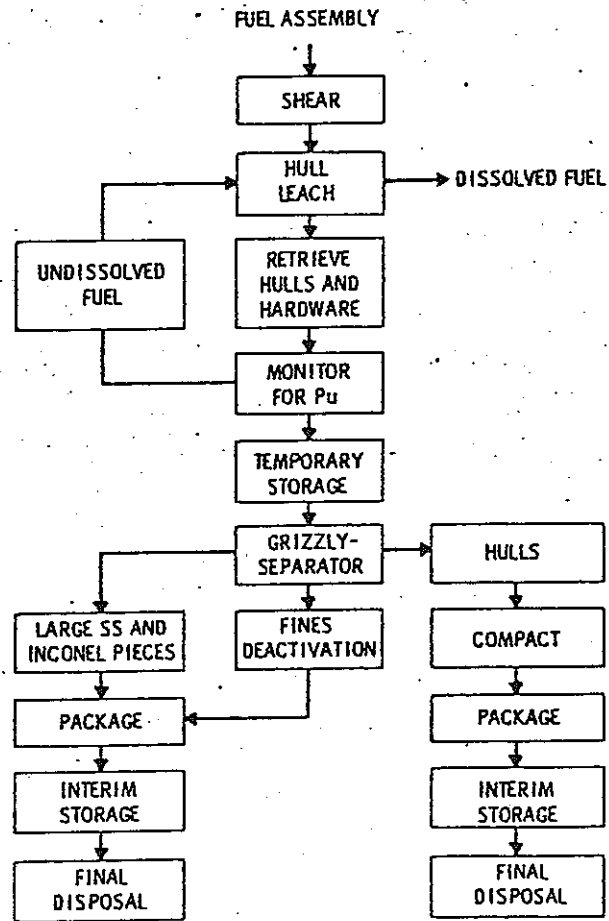 FUEL ASSEMBLY
SHEAR
HULL
LEACH
DISSOLVED FUEL
UNDISSOLVED
FUEL
RETRIEVE
HULLS AND
HARDWARE
MONITOR
FOR Pu
TEMPORARY
STORAGE
GRIZZLY-
SEPARATOR
HULLS
LARGE SS AND
INCONEL PIECES
FINES
DEACTIVATION
COMPACT
PACKAGE
PACKAGE
INTERIM
STORAGE
INTERIM
STORAGE
FINAL
DISPOSAL
FINAL
DISPOSAL